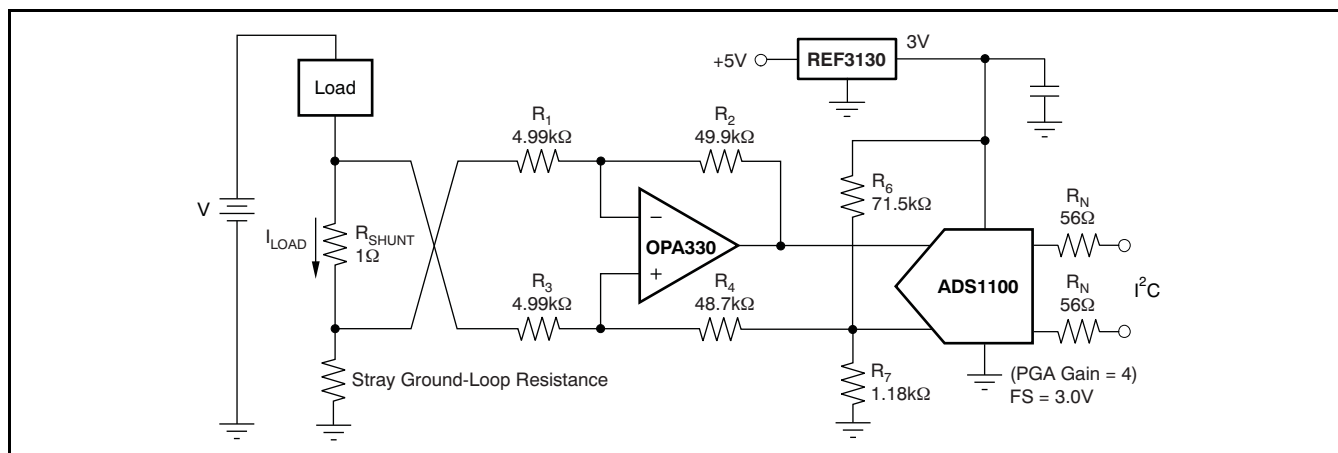 3V
+5V
REF3130
Load
R1
4.99kΩ
R2
49.9kΩ
R6
71.5kΩ
V
ILOAD
RSHUNT
1Ω
−
OPA330
+
RN
56Ω
ADS1100
RN
56Ω
I²C
R3
4.99kΩ
R4
48.7kΩ
Stray Ground-Loop Resistance
R7
1.18kΩ
(PGA Gain = 4)
FS = 3.0V